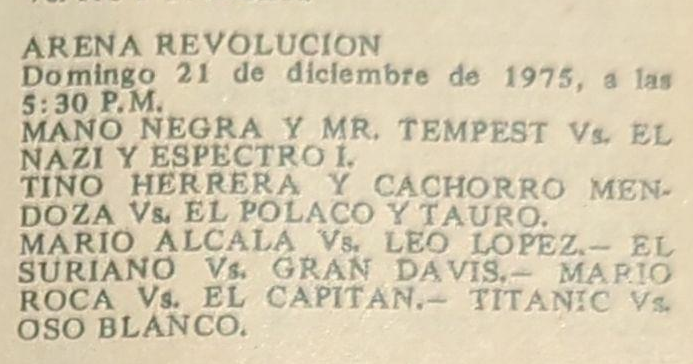 ARENA REVOLUCION
Domingo 21 de diciembre de 1975, a las
5:30 P.M.
MANO NEGRA Y MR. TEMPEST Vs. EL
NAZI Y ESPECTRO I.
TINO HERRERA Y CACHORRO MEN-
DOZA Vs. EL POLACO Y TAURO.
MARIO ALCALA Vs. LEO LOPEZ.— EL
SURIANO Vs. GRAN DAVIS.— MARIO
ROCA Vs. EL CAPITAN.— TITANIC Vs.
OSO BLANCO.